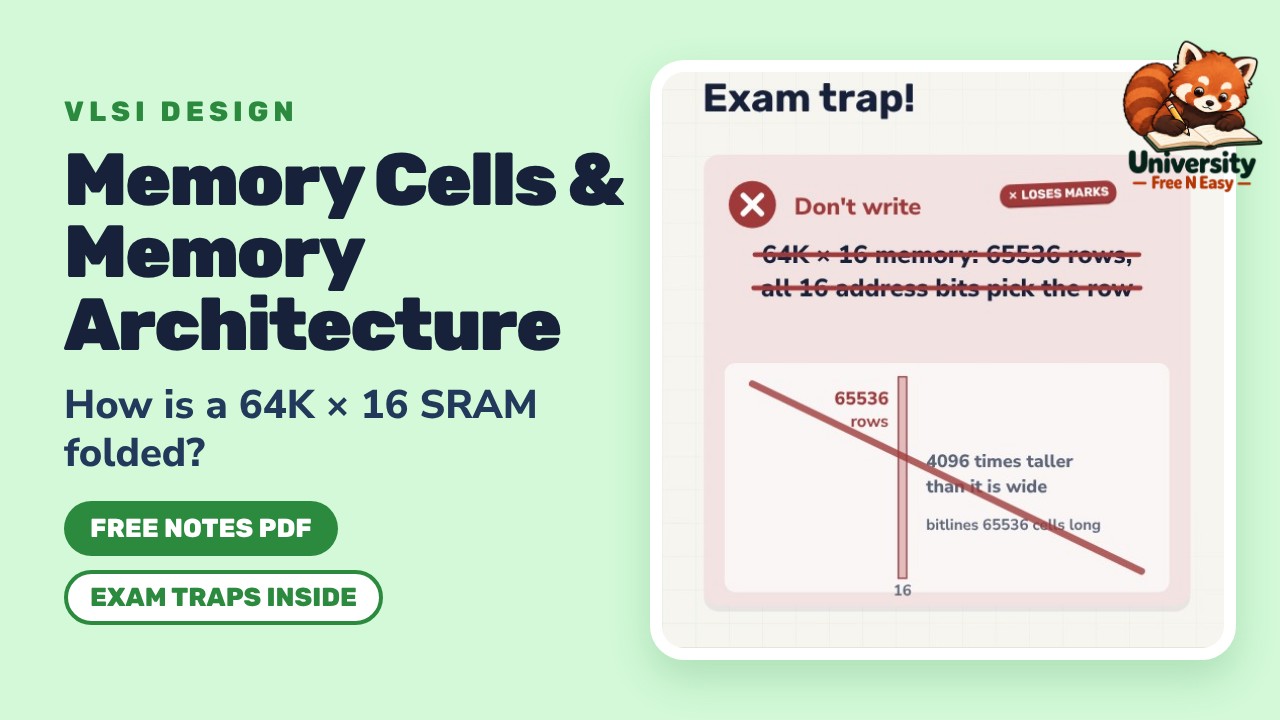 VLSI DESIGN
Memory Cells &
Memory
Architecture
How is a 64K × 16 SRAM
folded?
FREE NOTES PDF
EXAM TRAPS INSIDE
Exam trap!
Don't write
× LOSES MARKS
64K × 16 memory: 65536 rows,
all 16 address bits pick the row
65536
rows
4096 times taller
than it is wide
bitlines 65536 cells long
16
University
Free N Easy